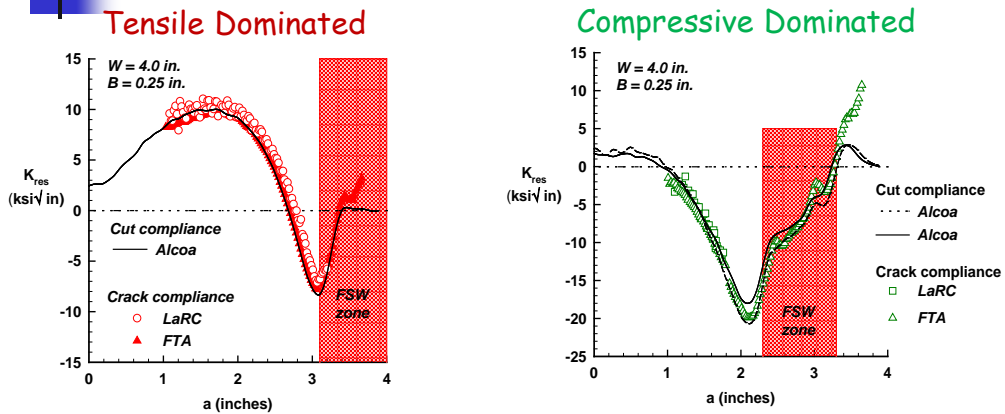 Tensile Dominated
15
10
5
0
-5
-10
-15
W = 4.0 in.
B = 0.25 in.
K_res
(ksi√ in)
Cut compliance
Alcoa
Crack compliance
LaRC
FTA
FSW
zone
0 1 2 3 4
a (inches)
Compressive Dominated
15
10
5
0
-5
-10
-15
-20
-25
W = 4.0 in.
B = 0.25 in.
K_res
(ksi√ in)
Cut compliance
Alcoa
Alcoa
Crack compliance
LaRC
FTA
FSW
zone
0 1 2 3 4
a (inches)